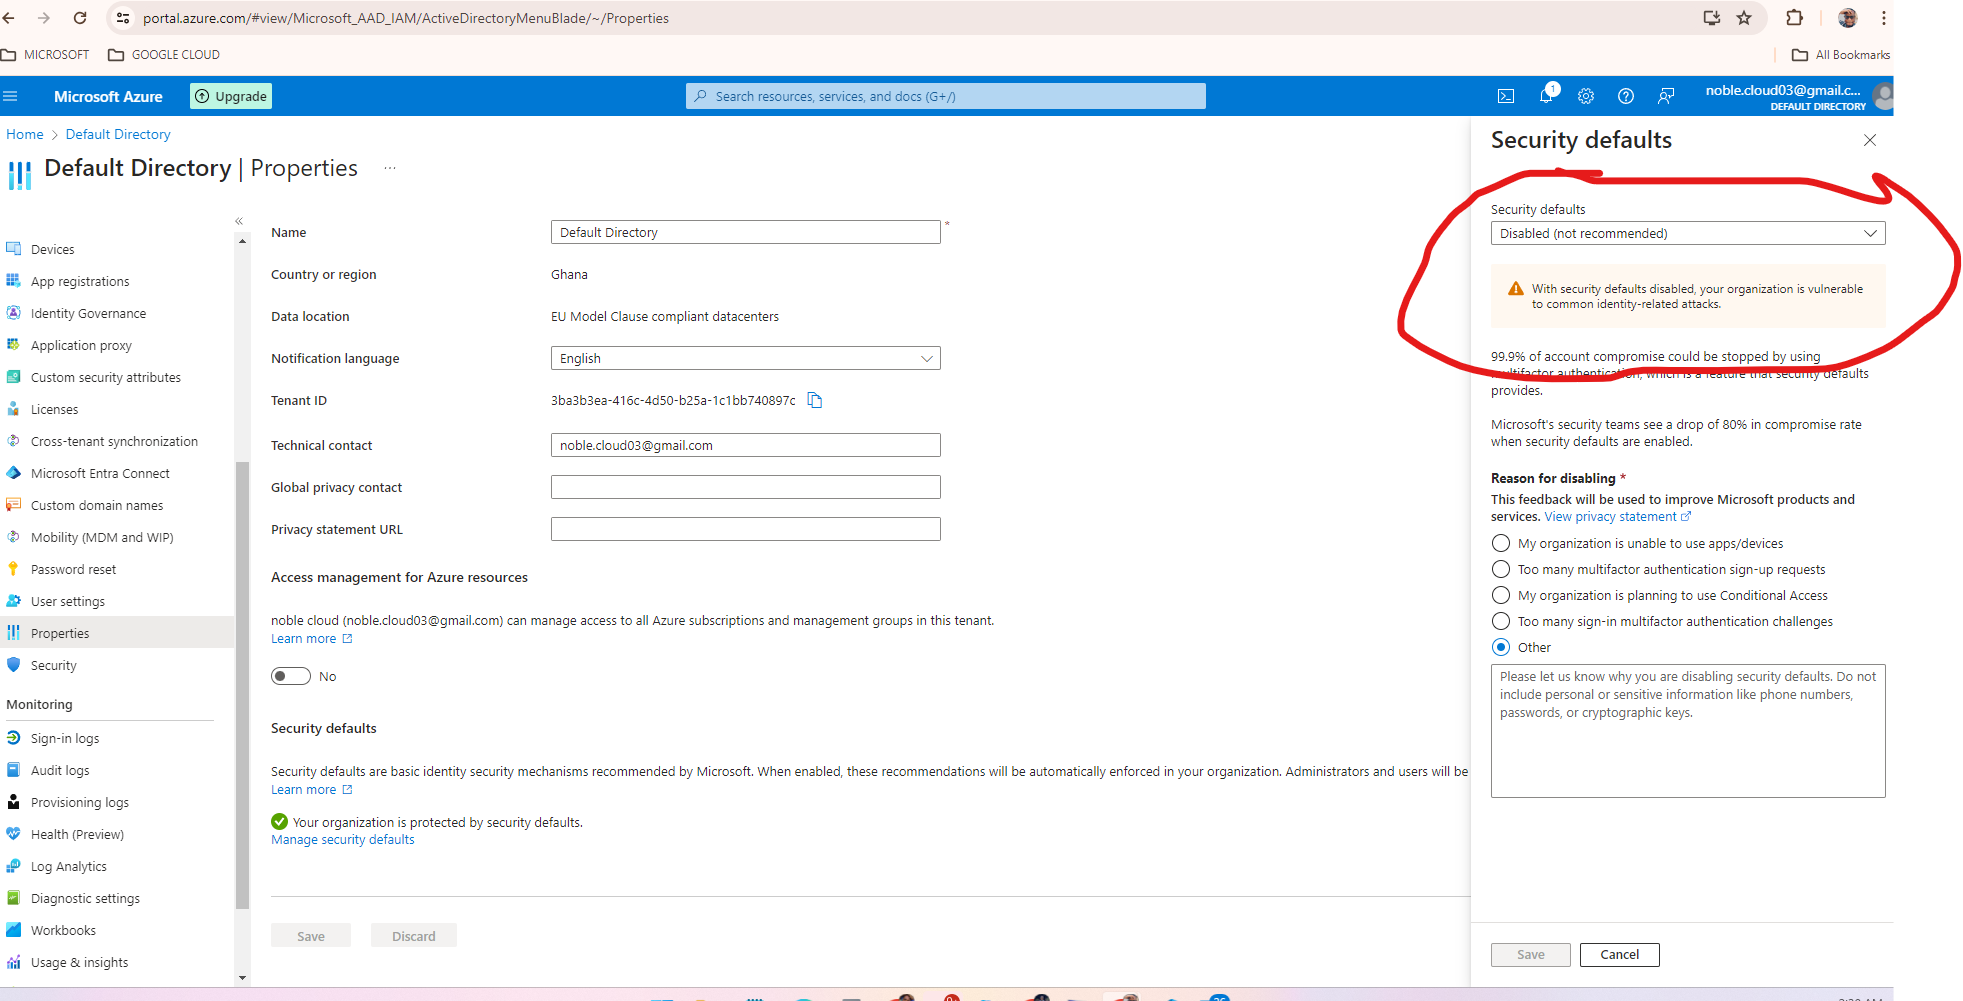 portal.azure.com/#view/Microsoft_AAD_IAM/ActiveDirectoryMenuBlade/~/Properties
MICROSOFT
GOOGLE CLOUD
All Bookmarks
Microsoft Azure
Upgrade
Search resources, services, and docs (G+/)
1
noble.cloud03@gmail.c...
DEFAULT DIRECTORY
Home > Default Directory
Default Directory | Properties
...
«
Devices
App registrations
Identity Governance
Application proxy
Custom security attributes
Licenses
Cross-tenant synchronization
Microsoft Entra Connect
Custom domain names
Mobility (MDM and WIP)
Password reset
User settings
Properties
Security
Monitoring
Sign-in logs
Audit logs
Provisioning logs
Health (Preview)
Log Analytics
Diagnostic settings
Workbooks
Usage & insights
Name
Default Directory
*
Country or region
Ghana
Data location
EU Model Clause compliant datacenters
Notification language
English
Tenant ID
3ba3b3ea-416c-4d50-b25a-1c1bb740897c
Technical contact
noble.cloud03@gmail.com
Global privacy contact
Privacy statement URL
Access management for Azure resources
noble cloud (noble.cloud03@gmail.com) can manage access to all Azure subscriptions and management groups in this tenant.
Learn more
No
Security defaults
Security defaults are basic identity security mechanisms recommended by Microsoft. When enabled, these recommendations will be automatically enforced in your organization. Administrators and users will be
Learn more
Your organization is protected by security defaults.
Manage security defaults
Save
Discard
Security defaults
Security defaults
Disabled (not recommended)
With security defaults disabled, your organization is vulnerable
to common identity-related attacks.
99.9% of account compromise could be stopped by using
multifactor authentication, which is a feature that security defaults
provides.
Microsoft's security teams see a drop of 80% in compromise rate
when security defaults are enabled.
Reason for disabling *
This feedback will be used to improve Microsoft products and
services. View privacy statement
My organization is unable to use apps/devices
Too many multifactor authentication sign-up requests
My organization is planning to use Conditional Access
Too many sign-in multifactor authentication challenges
Other
Please let us know why you are disabling security defaults. Do not
include personal or sensitive information like phone numbers,
passwords, or cryptographic keys.
Save
Cancel